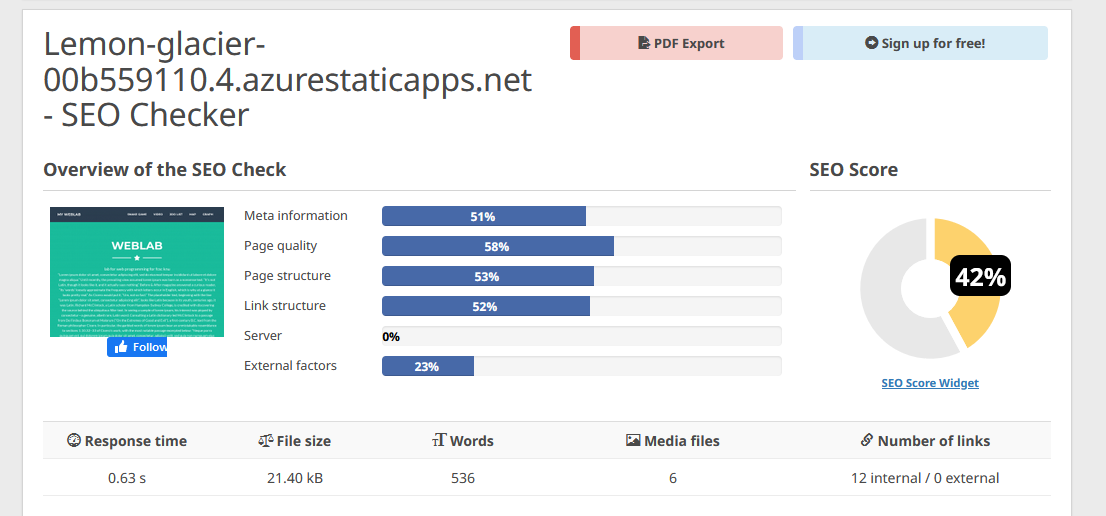 Lemon-glacier-
00b559110.4.azurestaticapps.net
- SEO Checker
PDF Export
Sign up for free!
Overview of the SEO Check
SEO Score
MY WEBLAB
WEBLAB
Follow
Meta information 51%
Page quality 58%
Page structure 53%
Link structure 52%
Server 0%
External factors 23%
42%
SEO Score Widget
Response time File size Words Media files Number of links
0.63 s 21.40 kB 536 6 12 internal / 0 external